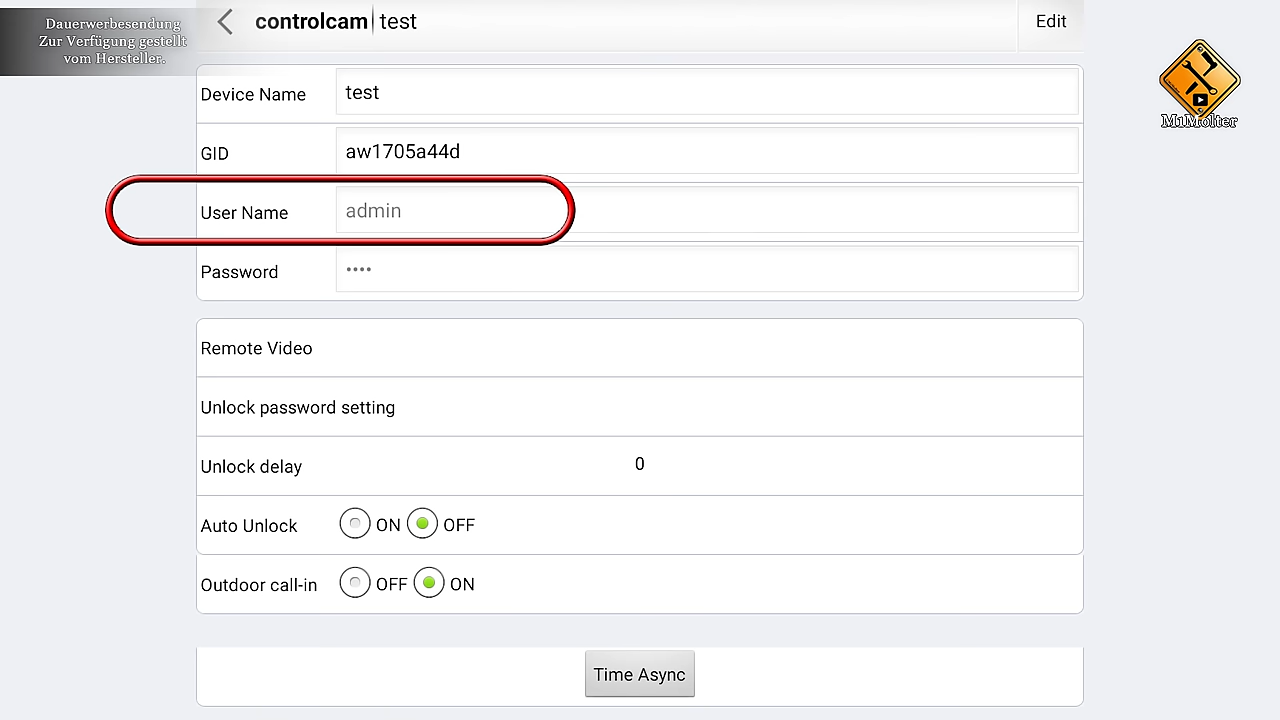 Dauerwerbesendung
Zur Verfügung gestellt
vom Hersteller.
controlcam test
Edit
M1Molter
Device Name test
GID aw1705a44d
User Name admin
Password ••••
Remote Video
Unlock password setting
Unlock delay 0
Auto Unlock ON OFF
Outdoor call-in OFF ON
Time Async